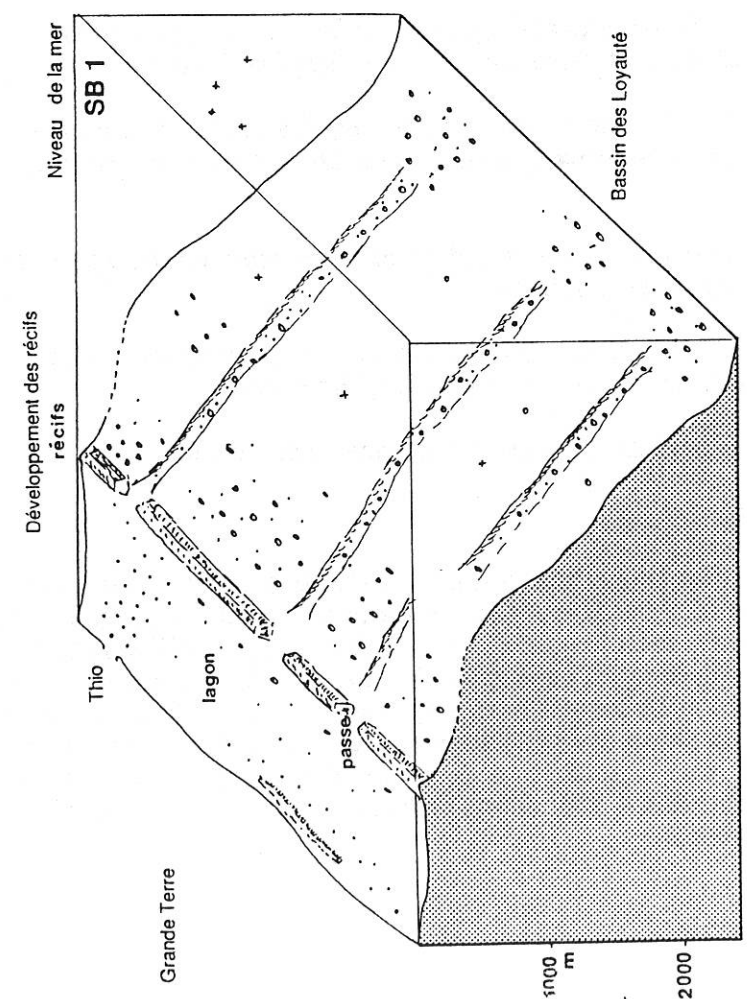 Niveau de la mer
SB 1
Bassin des Loyauté
Développement des récifs
récifs
Thio
lagon
passe
Grande Terre
1000
m
2000